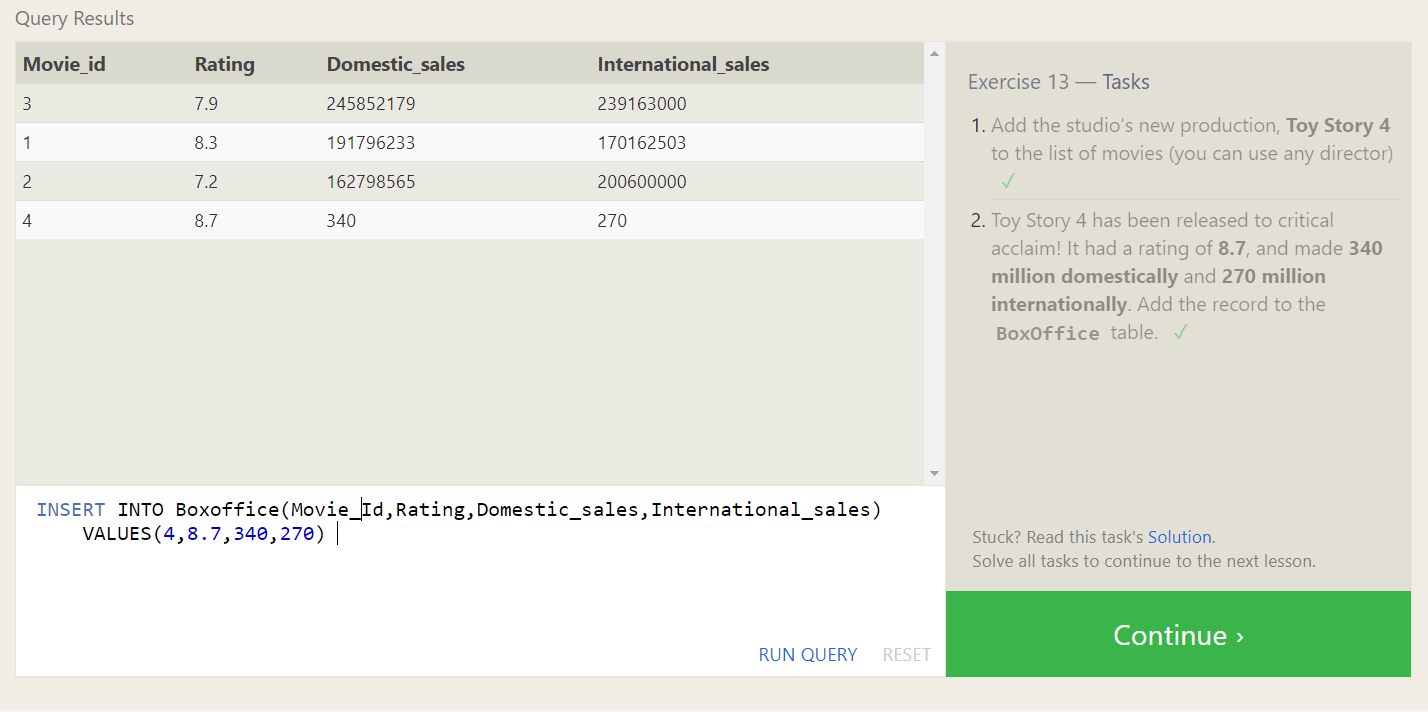 Query Results
Movie_id Rating Domestic_sales International_sales
3 7.9 245852179 239163000
1 8.3 191796233 170162503
2 7.2 162798565 200600000
4 8.7 340 270
INSERT INTO Boxoffice(Movie_Id,Rating,Domestic_sales,International_sales)
VALUES(4,8.7,340,270)
RUN QUERY RESET
Exercise 13 — Tasks
1. Add the studio's new production, Toy Story 4
to the list of movies (you can use any director)
✓
2. Toy Story 4 has been released to critical
acclaim! It had a rating of 8.7, and made 340
million domestically and 270 million
internationally. Add the record to the
BoxOffice table. ✓
Stuck? Read this task's Solution.
Solve all tasks to continue to the next lesson.
Continue ›